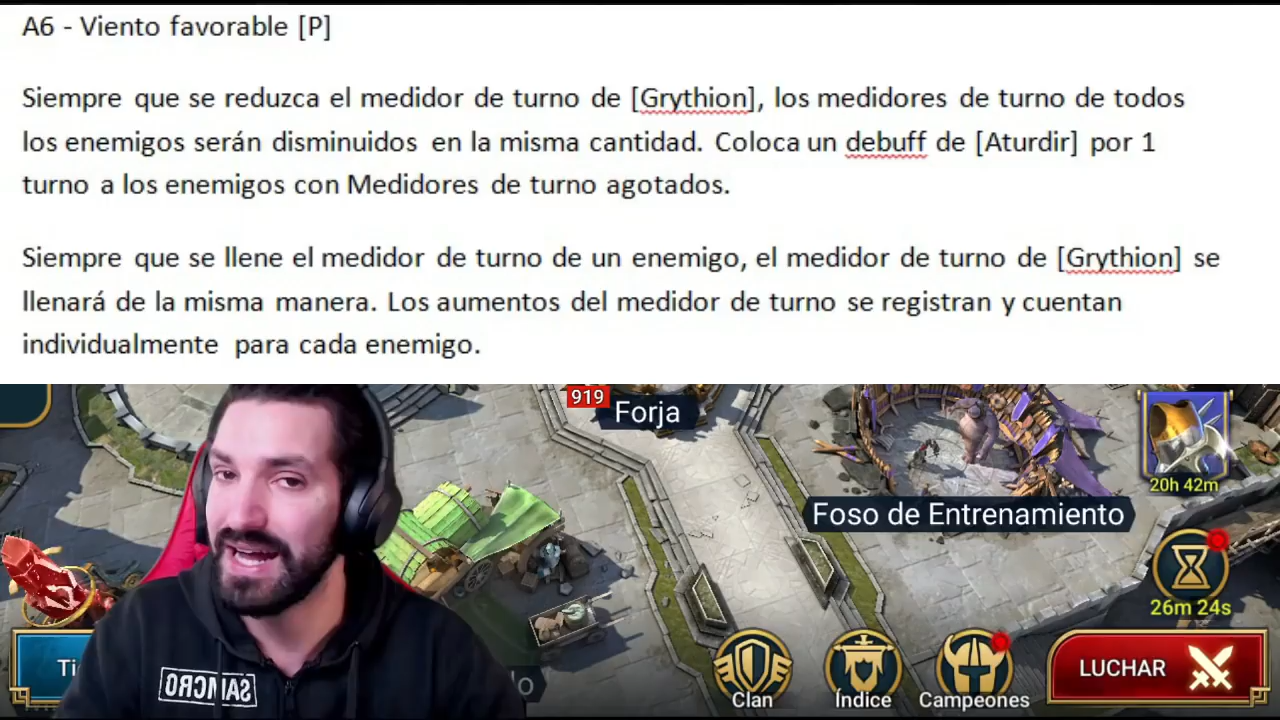 A6 - Viento favorable [P]
Siempre que se reduzca el medidor de turno de [Grythion], los medidores de turno de todos
los enemigos serán disminuidos en la misma cantidad. Coloca un debuff de [Aturdir] por 1
turno a los enemigos con Medidores de turno agotados.
Siempre que se llene el medidor de turno de un enemigo, el medidor de turno de [Grythion] se
llenará de la misma manera. Los aumentos del medidor de turno se registran y cuentan
individualmente para cada enemigo.
919
Forja
20h 42m
Foso de Entrenamiento
26m 24s
Ti
lo
Clan
Índice
Campeones
LUCHAR